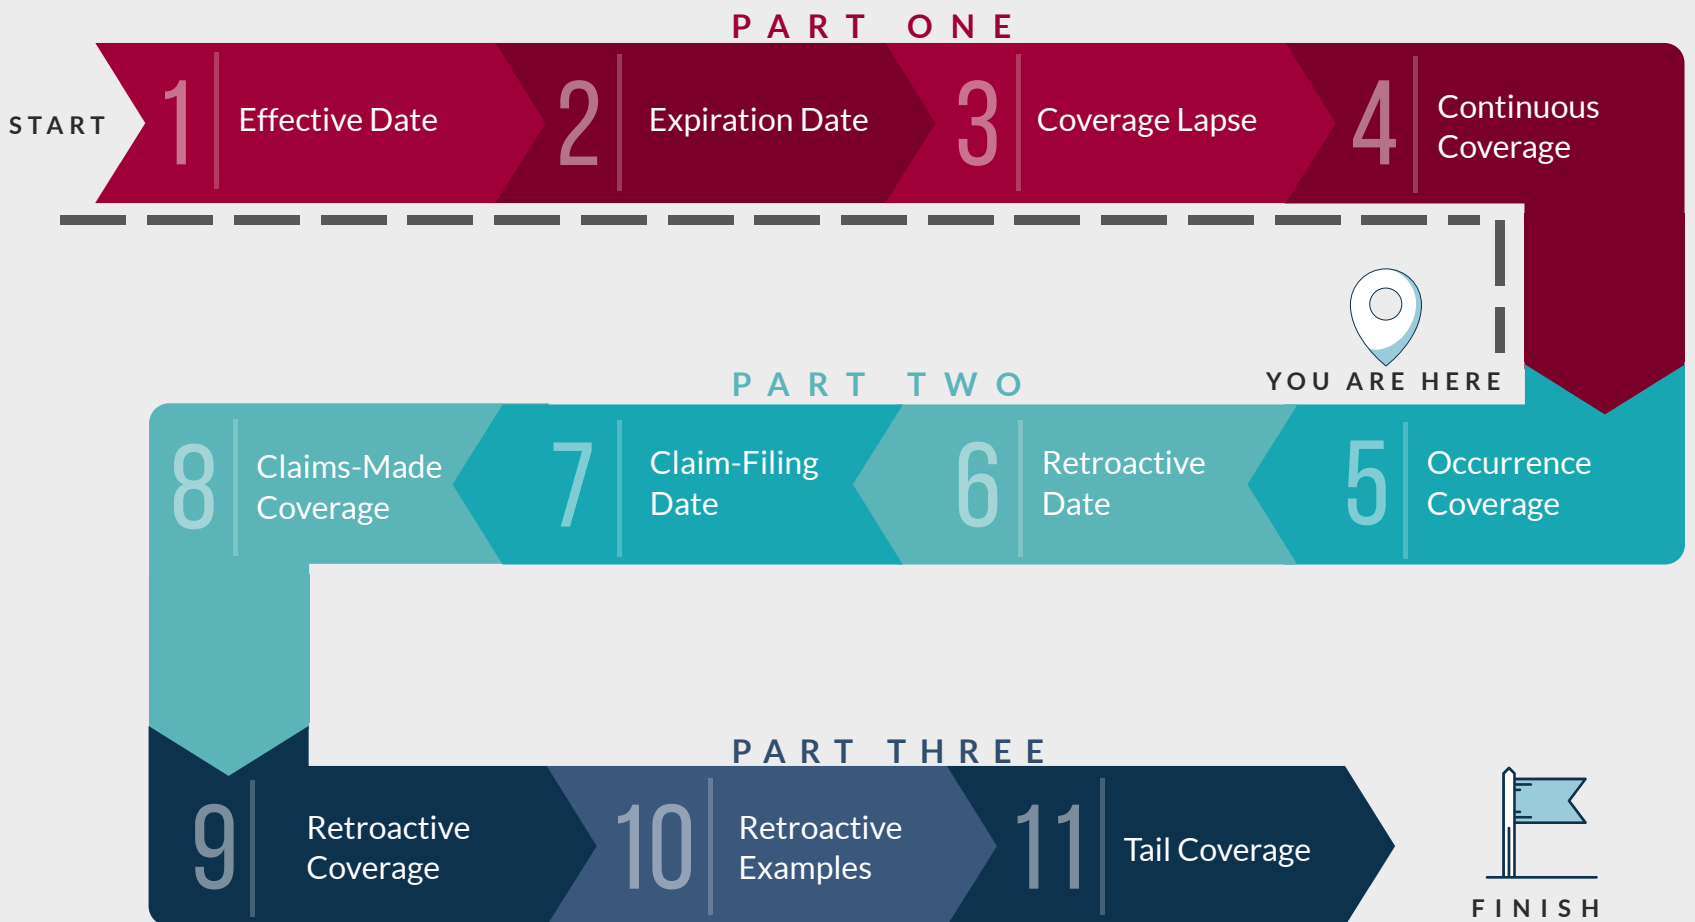 PART ONE
START
1
Effective Date
2
Expiration Date
3
Coverage Lapse
4
Continuous
Coverage
YOU ARE HERE
PART TWO
5
Occurrence
Coverage
6
Retroactive
Date
7
Claim-Filing
Date
8
Claims-Made
Coverage
PART THREE
9
Retroactive
Coverage
10
Retroactive
Examples
11
Tail Coverage
FINISH